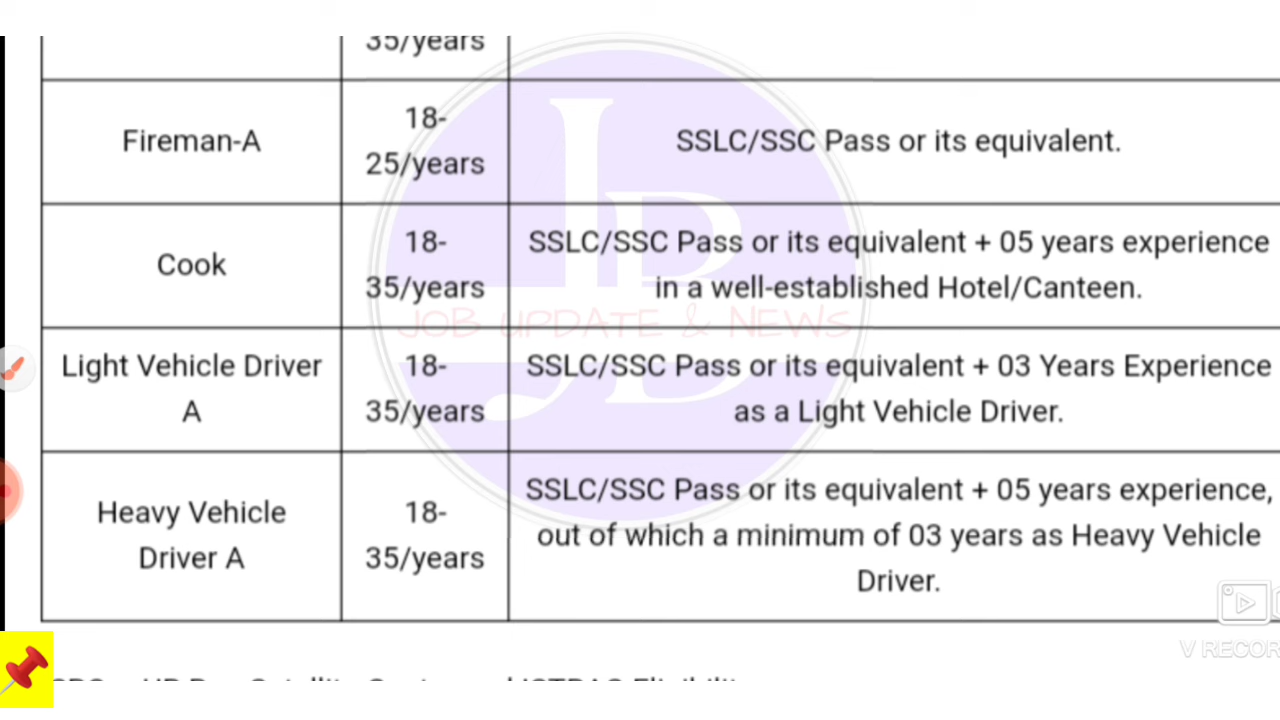 35/years
Fireman-A
18-
25/years
SSLC/SSC Pass or its equivalent.
Cook
18-
35/years
SSLC/SSC Pass or its equivalent + 05 years experience
in a well-established Hotel/Canteen.
JOB UPDATE & NEWS
Light Vehicle Driver
A
18-
35/years
SSLC/SSC Pass or its equivalent + 03 Years Experience
as a Light Vehicle Driver.
Heavy Vehicle
Driver A
18-
35/years
SSLC/SSC Pass or its equivalent + 05 years experience,
out of which a minimum of 03 years as Heavy Vehicle
Driver.
JB
V RECOR